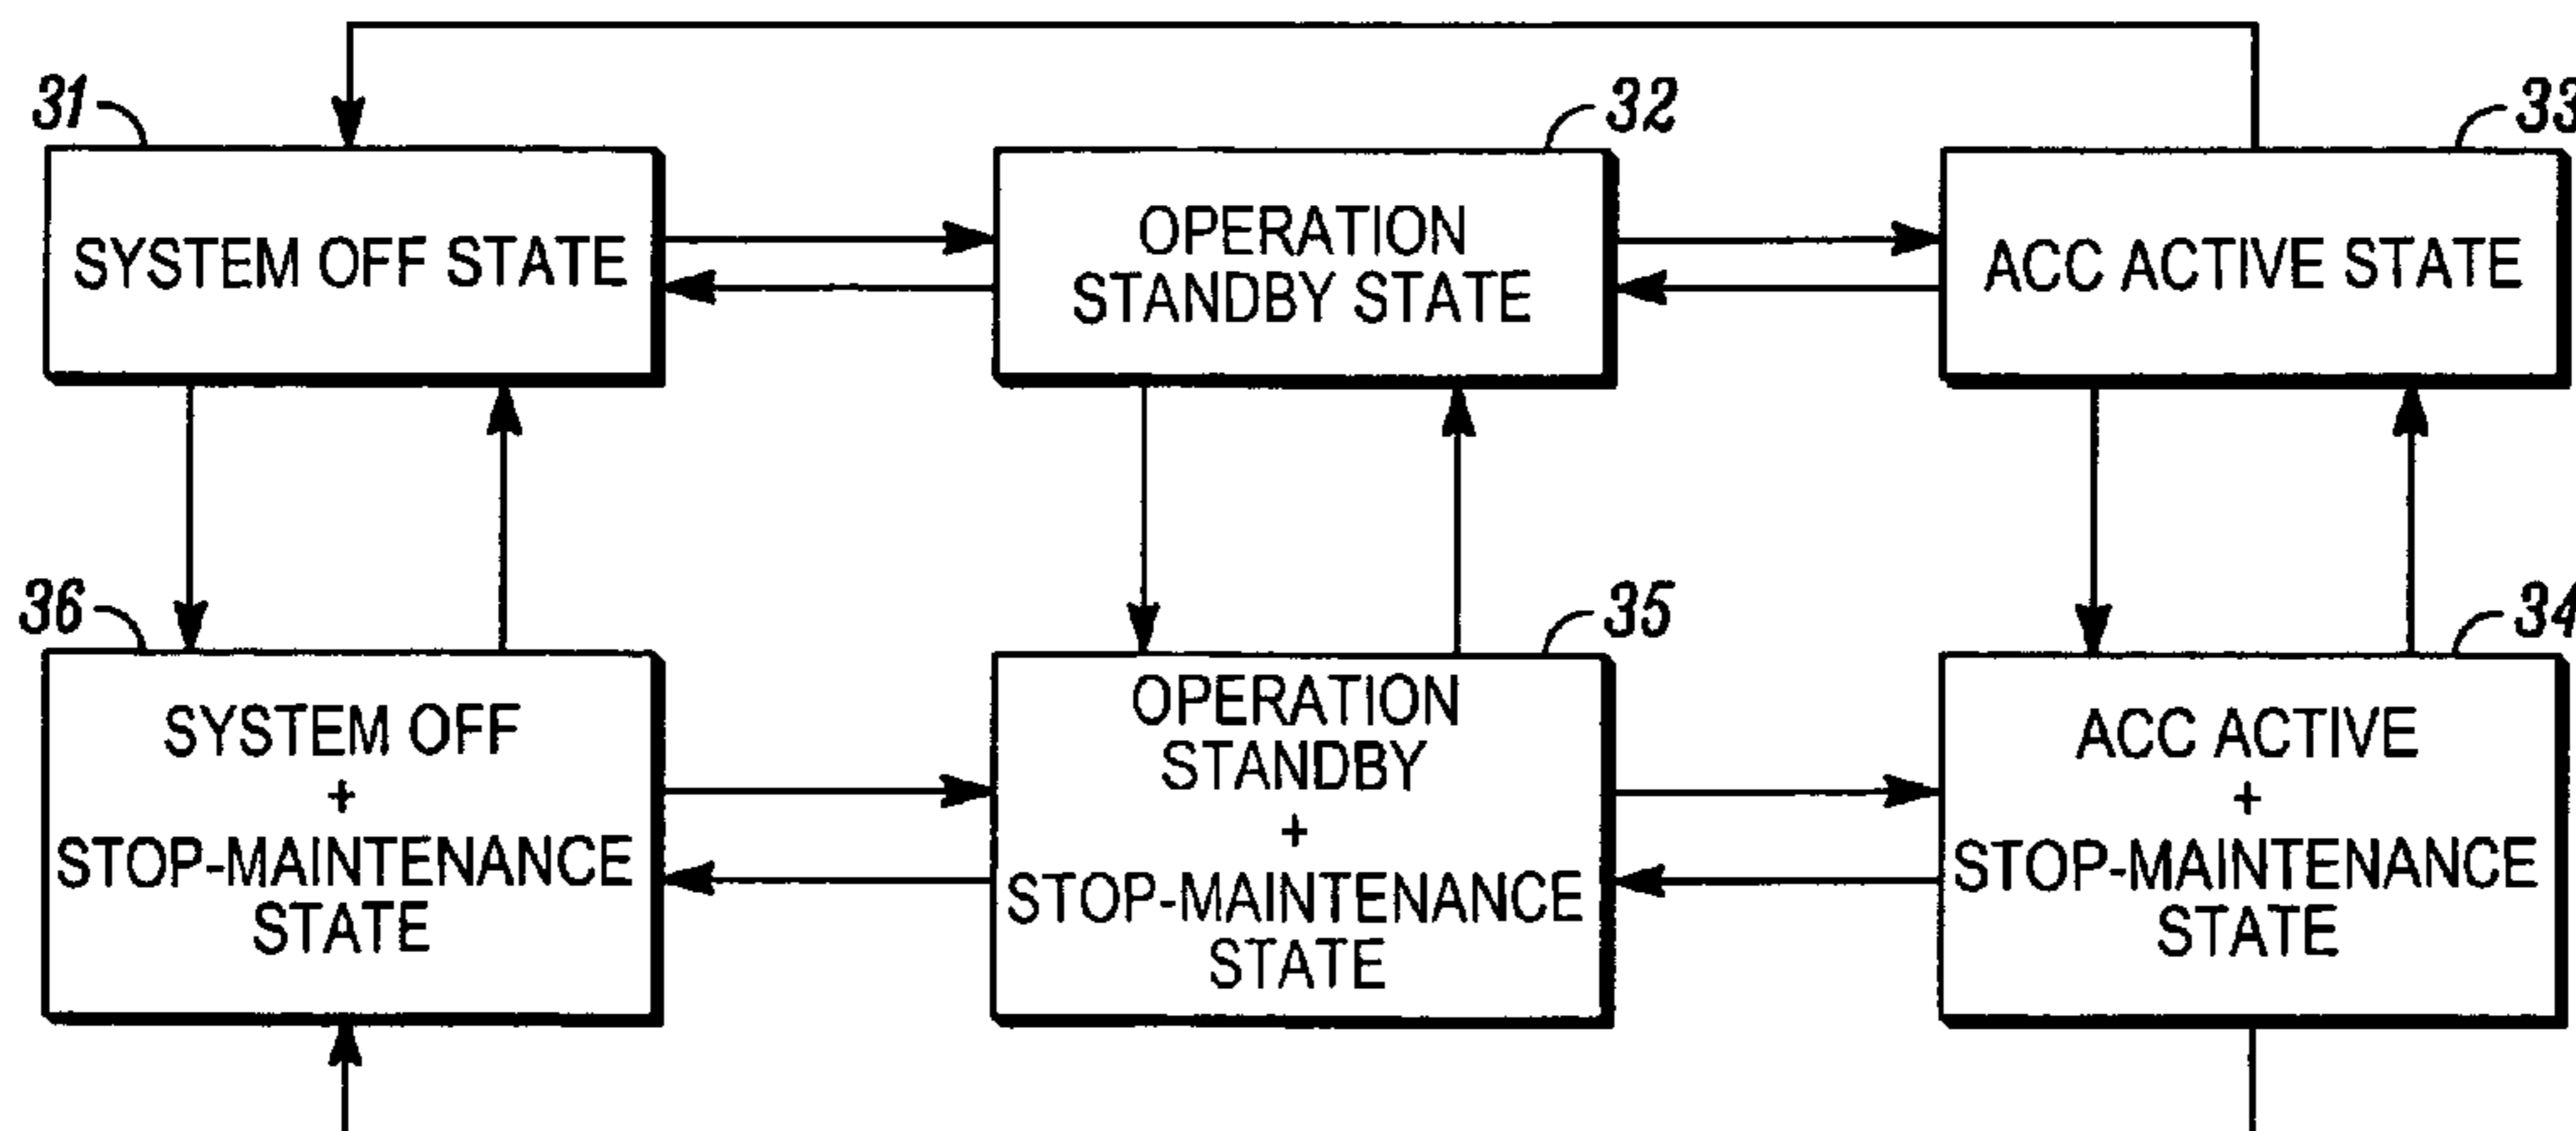 31
32
33
SYSTEM OFF STATE
OPERATION
STANDBY STATE
ACC ACTIVE STATE
36
35
34
SYSTEM OFF
+
STOP-MAINTENANCE
STATE
OPERATION
STANDBY
+
STOP-MAINTENANCE
STATE
ACC ACTIVE
+
STOP-MAINTENANCE
STATE